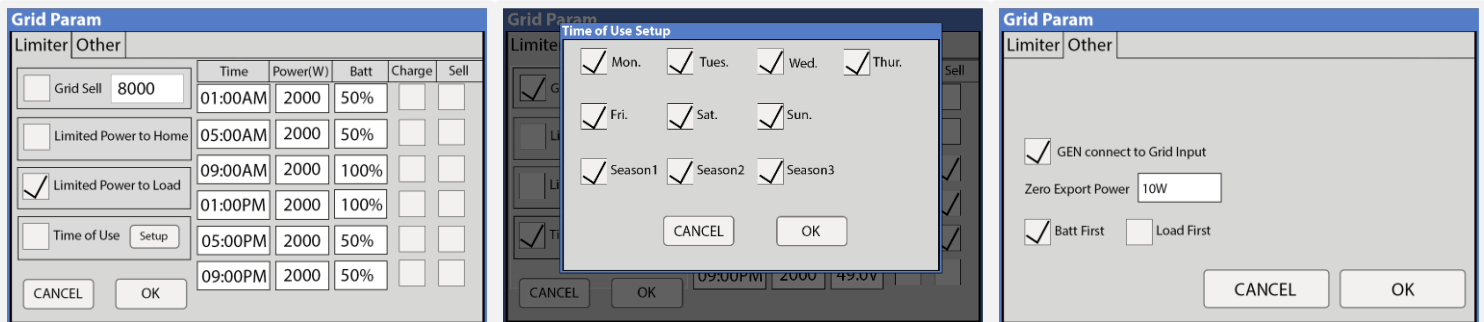 Grid Param
Limiter Other
Time Power(W) Batt Charge Sell
Grid Sell 8000
01:00AM 2000 50%
Limited Power to Home 05:00AM 2000 50%
09:00AM 2000 100%
Limited Power to Load
01:00PM 2000 100%
Time of Use Setup
05:00PM 2000 50%
09:00PM 2000 50%
CANCEL OK
Grid Param
Time of Use Setup
Mon. Tues. Wed. Thur.
Sell
Fri. Sat. Sun.
Season1 Season2 Season3
CANCEL OK
09:00PM 2000 49.0V
CANCEL OK
Grid Param
Limiter Other
GEN connect to Grid Input
Zero Export Power 10W
Batt First Load First
CANCEL OK